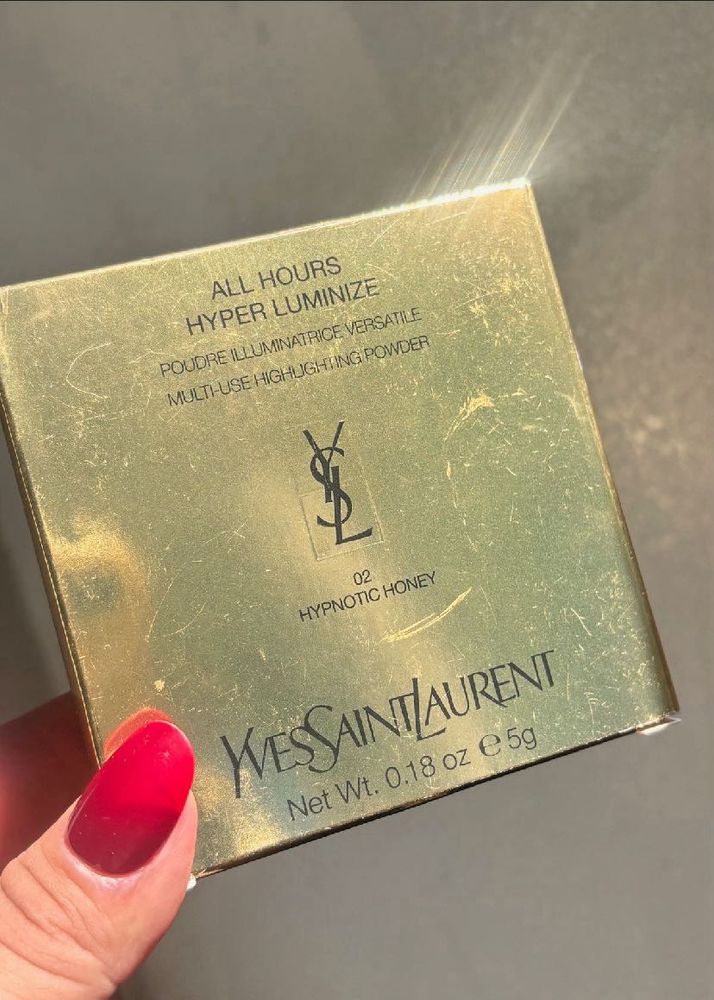 ALL HOURS
HYPER LUMINIZE
POUDRE ILLUMINATRICE VERSATILE
MULTI-USE HIGHLIGHTING POWDER
YSL
02
HYPNOTIC HONEY
YVESSAINTLAURENT
Net Wt. 0.18 oz ℮ 5g